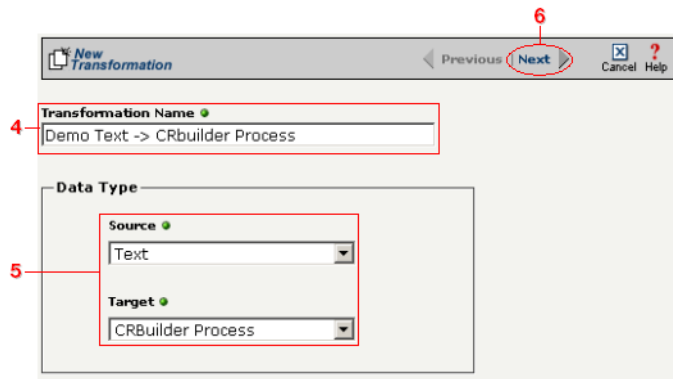 6
New
Transformation
Previous Next
Cancel Help
Transformation Name
4
Demo Text -> CRbuilder Process
Data Type
Source
Text
5
Target
CRBuilder Process